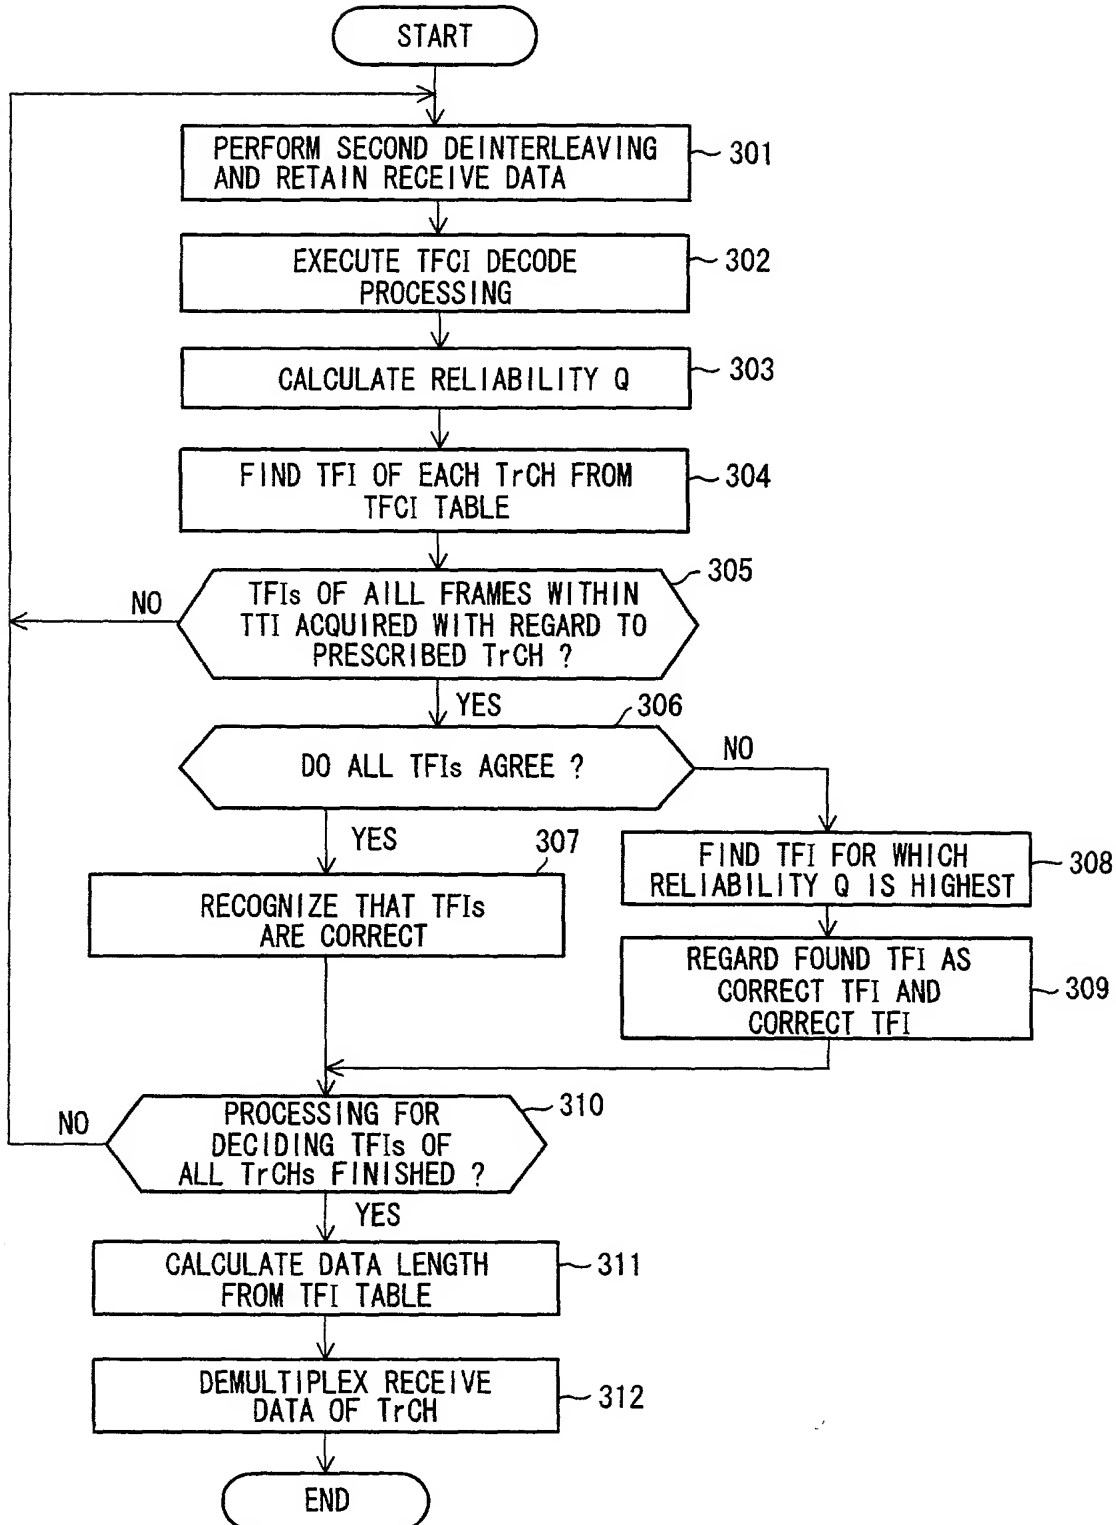 START
PERFORM SECOND DEINTERLEAVING
AND RETAIN RECEIVE DATA
301
EXECUTE TFCI DECODE
PROCESSING
302
CALCULATE RELIABILITY Q
303
FIND TFI OF EACH TrCH FROM
TFCI TABLE
304
TFIs OF AILL FRAMES WITHIN
TTI ACQUIRED WITH REGARD TO
PRESCRIBED TrCH ?
305
NO
YES
306
DO ALL TFIs AGREE ?
NO
YES
307
RECOGNIZE THAT TFIs
ARE CORRECT
FIND TFI FOR WHICH
RELIABILITY Q IS HIGHEST
308
REGARD FOUND TFI AS
CORRECT TFI AND
CORRECT TFI
309
PROCESSING FOR
DECIDING TFIs OF
ALL TrCHs FINISHED ?
310
NO
YES
CALCULATE DATA LENGTH
FROM TFI TABLE
311
DEMULTIPLEX RECEIVE
DATA OF TrCH
312
END